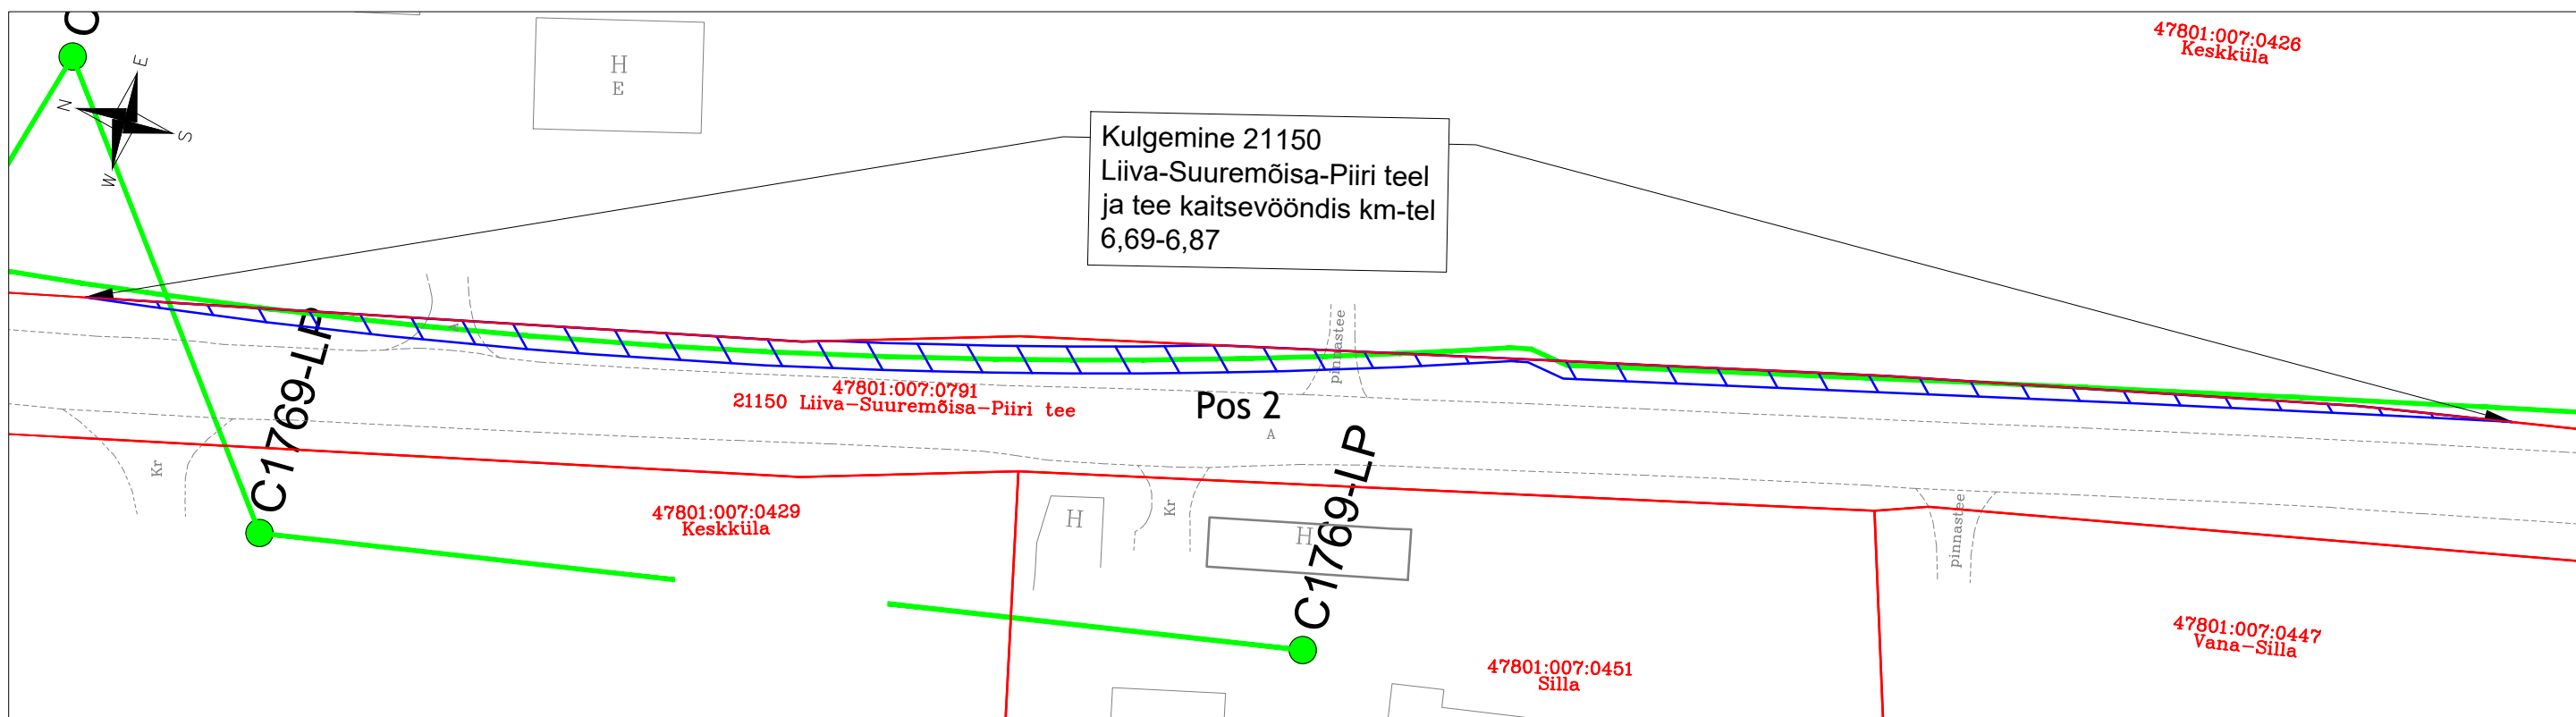 47801:007:0426
Keskküla
H
E
E
N
S
W
Kulgemine 21150
Liiva-Suuremõisa-Piiri teel
ja tee kaitsevööndis km-tel
6,69-6,87
C1769-LP
pinnastee
47801:007:0791
21150 Liiva-Suuremõisa-Piiri tee
Pos 2
A
Kr
47801:007:0429
Keskküla
H
Kr
H
C1769-LP
pinnastee
47801:007:0451
Silla
47801:007:0447
Vana-Silla